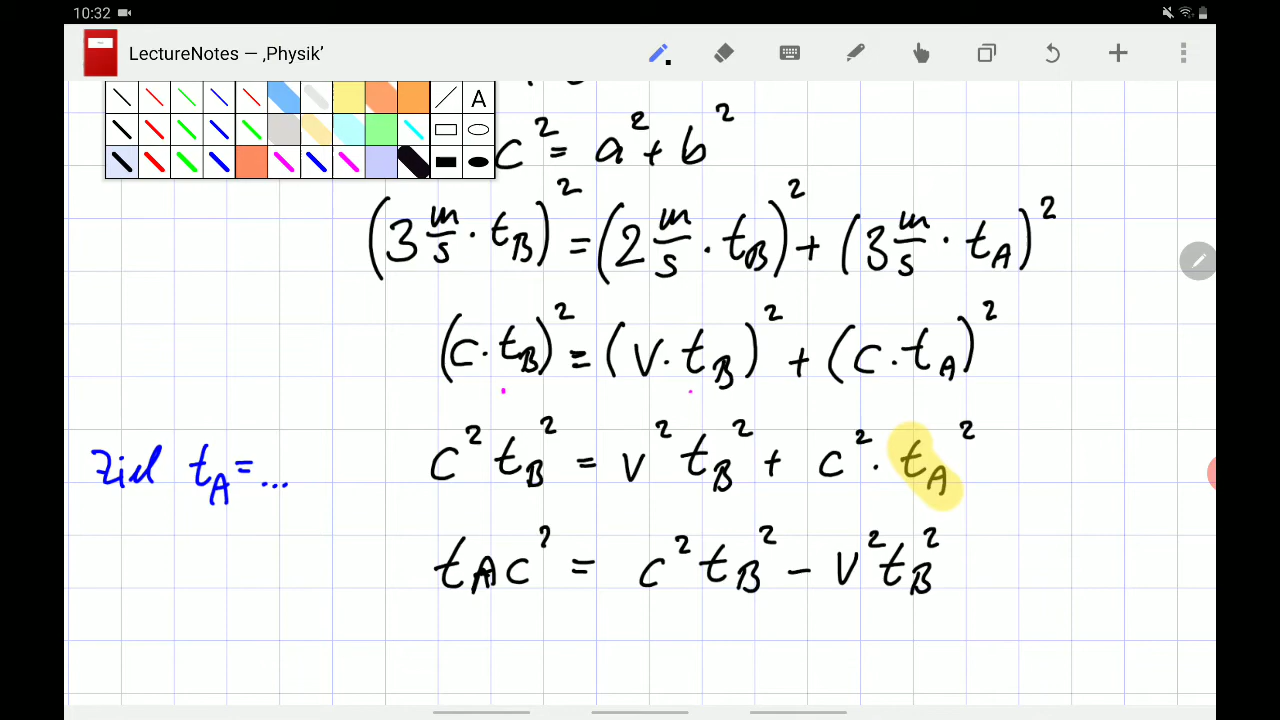 10:32
LectureNotes — ‚Physik‘
A
c² = a² + b²
(3 m/s · t_B)² = (2 m/s · t_B)² + (3 m/s · t_A)²
(c · t_B)² = (v · t_B)² + (c · t_A)²
Ziel t_A = ...
c² t_B² = v² t_B² + c² · t_A²
t_A c² = c² t_B² − v² t_B²